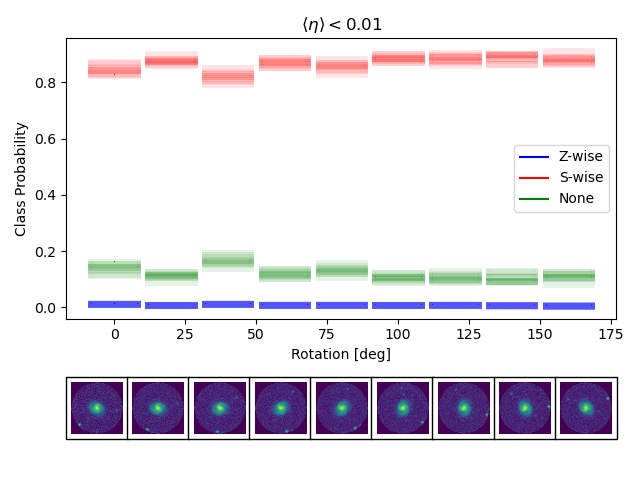 ⟨η⟩ < 0.01
Class Probability
0.8
0.6
0.4
0.2
0.0
Z-wise
S-wise
None
0 25 50 75 100 125 150 175
Rotation [deg]